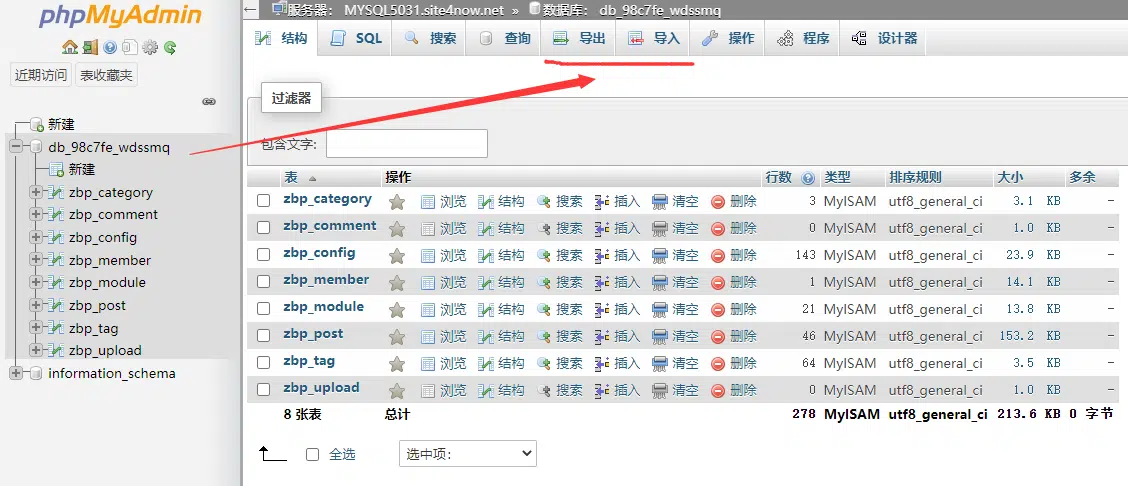 phpMyAdmin
近期访问 表收藏夹
新建
db_98c7fe_wdssmq
新建
zbp_category
zbp_comment
zbp_config
zbp_member
zbp_module
zbp_post
zbp_tag
zbp_upload
information_schema
服务器: MYSQL5031.site4now.net » 数据库: db_98c7fe_wdssmq
结构 SQL 搜索 查询 导出 导入 操作 程序 设计器
过滤器
包含文字:
表 操作 行数 类型 排序规则 大小 多余
zbp_category 浏览 结构 搜索 插入 清空 删除 3 MyISAM utf8_general_ci 3.1 KB -
zbp_comment 浏览 结构 搜索 插入 清空 删除 0 MyISAM utf8_general_ci 1.0 KB -
zbp_config 浏览 结构 搜索 插入 清空 删除 143 MyISAM utf8_general_ci 23.9 KB -
zbp_member 浏览 结构 搜索 插入 清空 删除 1 MyISAM utf8_general_ci 14.1 KB -
zbp_module 浏览 结构 搜索 插入 清空 删除 21 MyISAM utf8_general_ci 13.8 KB -
zbp_post 浏览 结构 搜索 插入 清空 删除 46 MyISAM utf8_general_ci 153.2 KB -
zbp_tag 浏览 结构 搜索 插入 清空 删除 64 MyISAM utf8_general_ci 3.5 KB -
zbp_upload 浏览 结构 搜索 插入 清空 删除 0 MyISAM utf8_general_ci 1.0 KB -
8 张表 总计 278 MyISAM utf8_general_ci 213.6 KB 0 字节
全选 选中项: